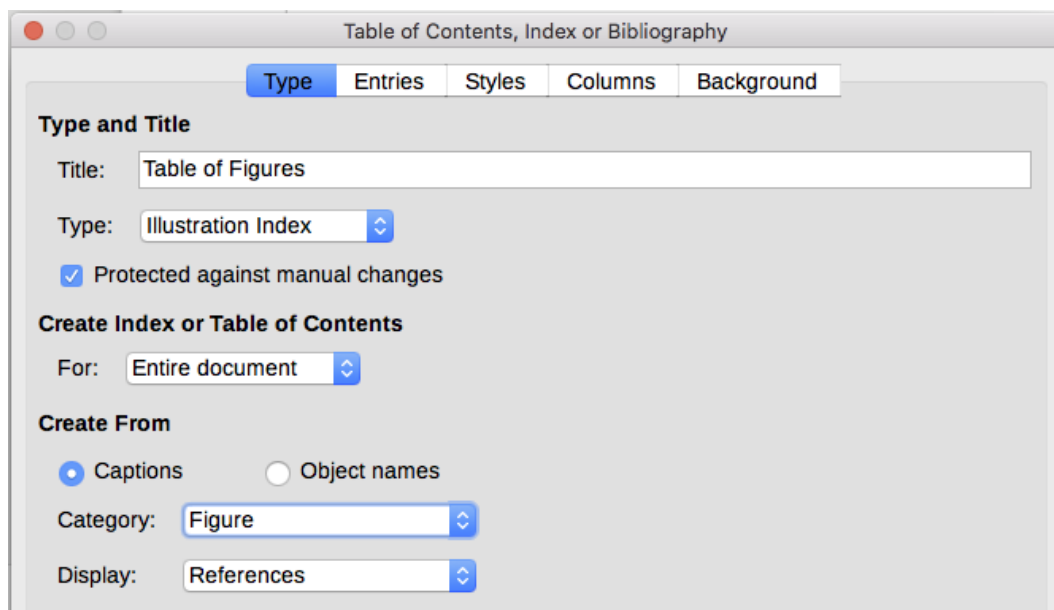 Table of Contents, Index or Bibliography
Type Entries Styles Columns Background
Type and Title
Title: Table of Figures
Type: Illustration Index
Protected against manual changes
Create Index or Table of Contents
For: Entire document
Create From
Captions Object names
Category: Figure
Display: References